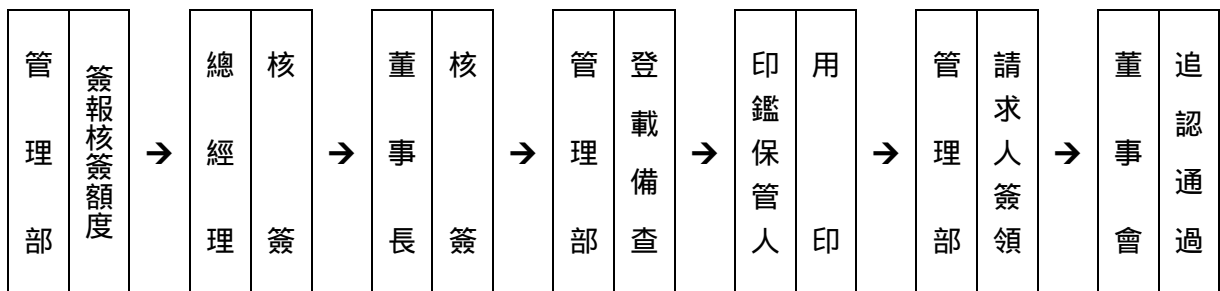 管理部
簽報核簽額度
→
總經理
核簽
→
董事長
核簽
→
管理部
登載備查
→
印鑑保管人
用印
→
管理部
請求人簽領
→
董事會
追認通過